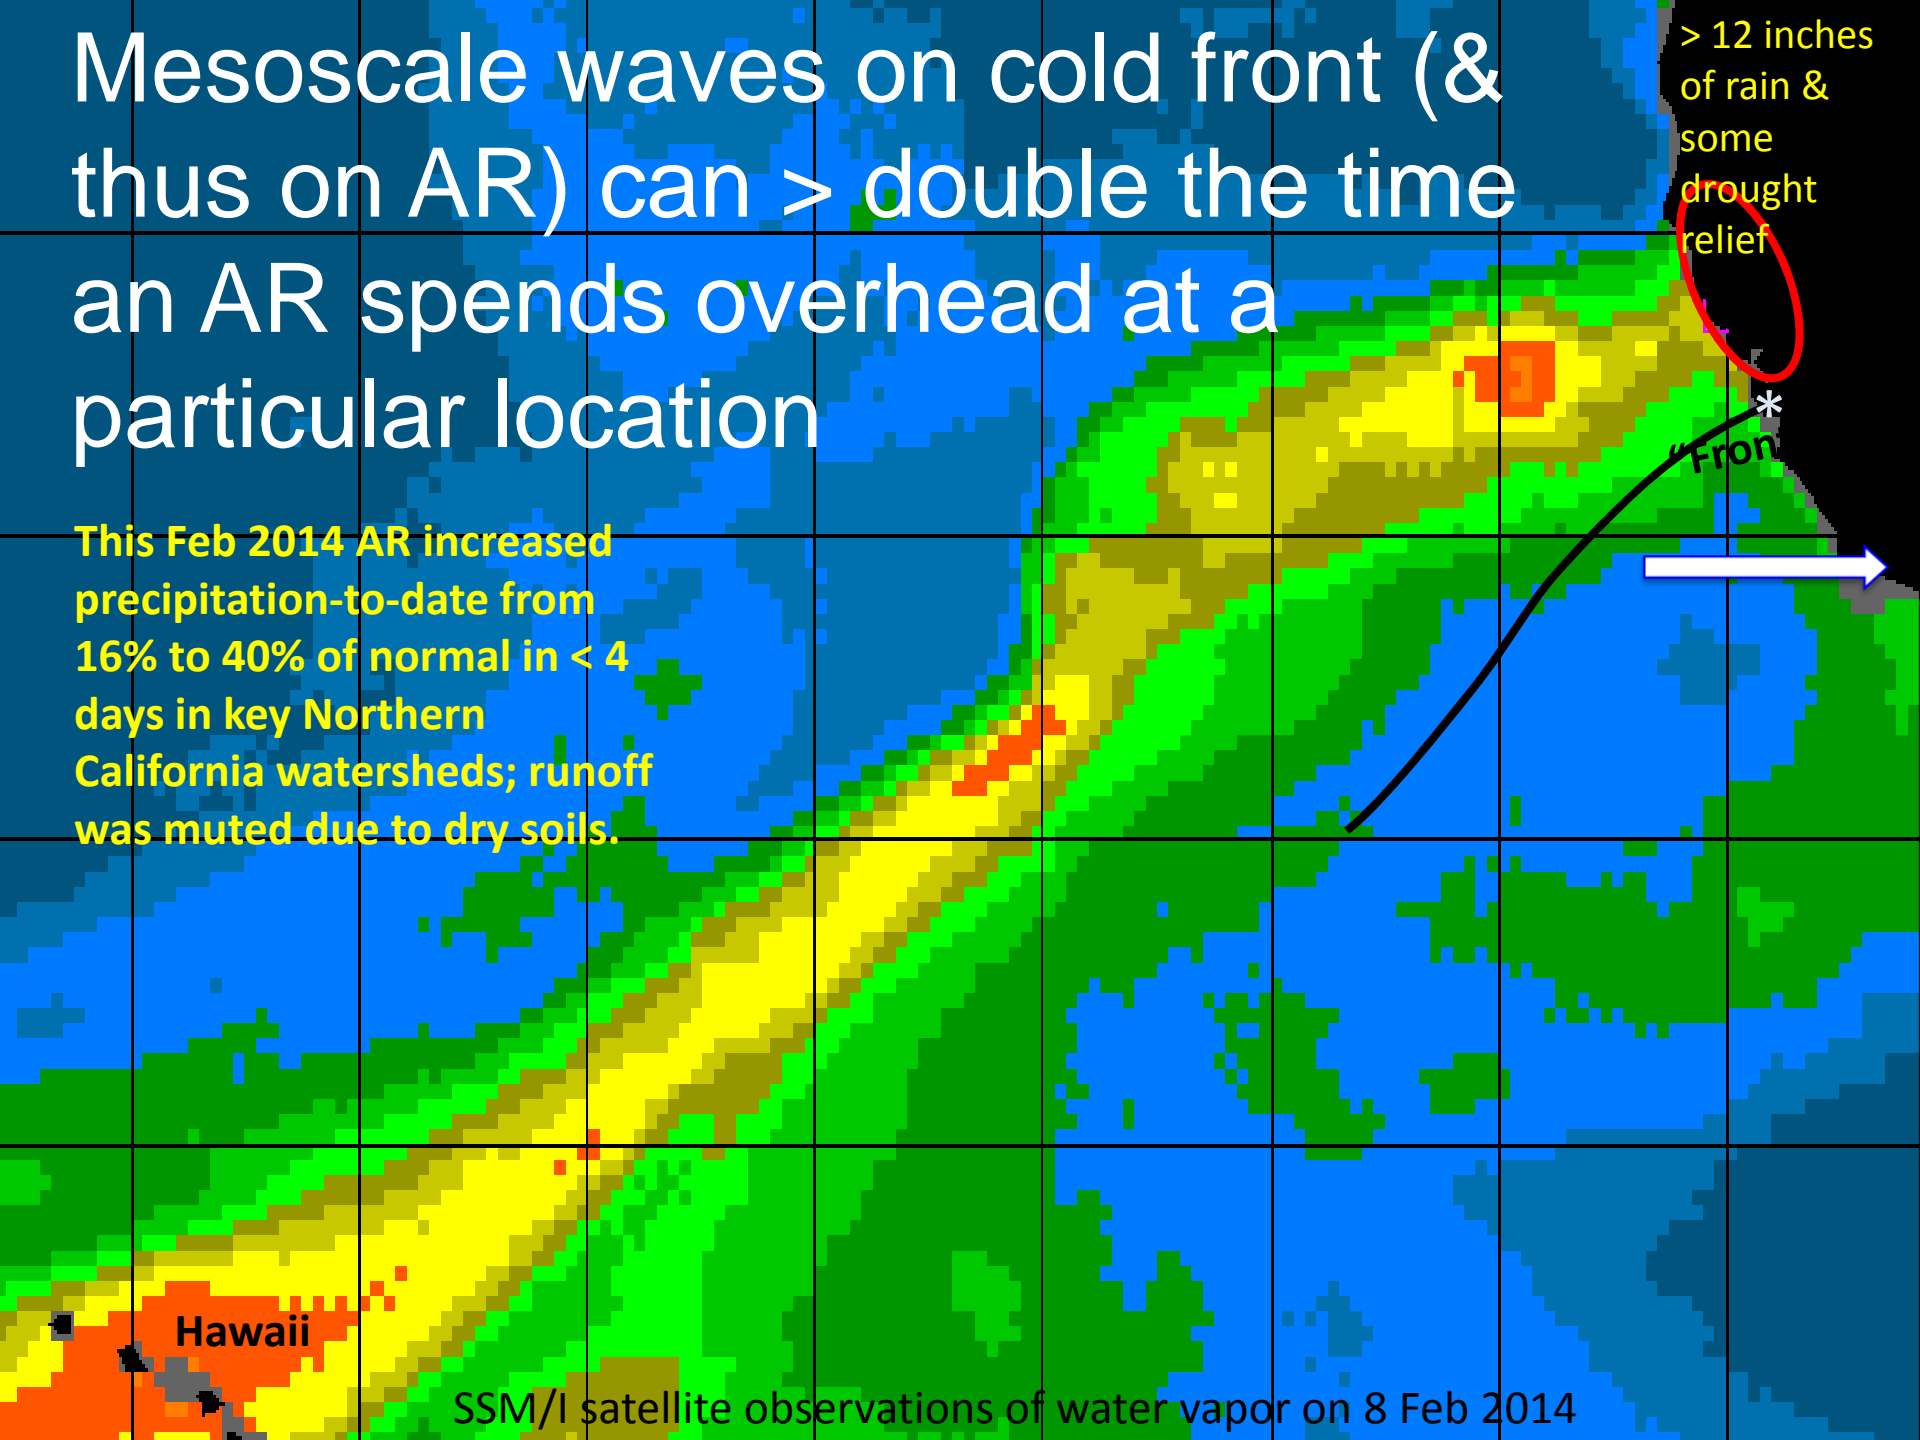 Mesoscale waves on cold front (&
thus on AR) can > double the time
an AR spends overhead at a
particular location
> 12 inches
of rain &
some
drought
relief
*
“Fron
This Feb 2014 AR increased
precipitation-to-date from
16% to 40% of normal in < 4
days in key Northern
California watersheds; runoff
was muted due to dry soils.
Hawaii
SSM/I satellite observations of water vapor on 8 Feb 2014